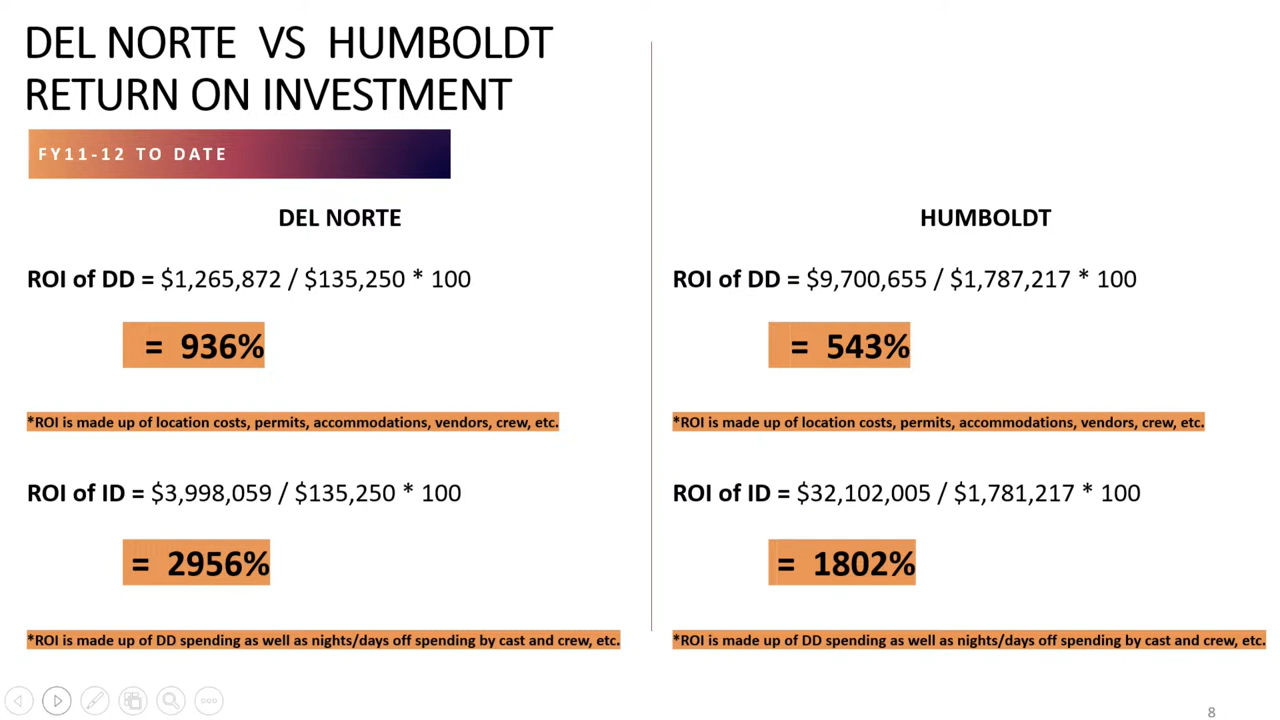 DEL NORTE VS HUMBOLDT
RETURN ON INVESTMENT
FY11-12 TO DATE
DEL NORTE
ROI of DD = $1,265,872 / $135,250 * 100
= 936%
*ROI is made up of location costs, permits, accommodations, vendors, crew, etc.
ROI of ID = $3,998,059 / $135,250 * 100
= 2956%
*ROI is made up of DD spending as well as nights/days off spending by cast and crew, etc.
HUMBOLDT
ROI of DD = $9,700,655 / $1,787,217 * 100
= 543%
*ROI is made up of location costs, permits, accommodations, vendors, crew, etc.
ROI of ID = $32,102,005 / $1,781,217 * 100
= 1802%
*ROI is made up of DD spending as well as nights/days off spending by cast and crew, etc.
8